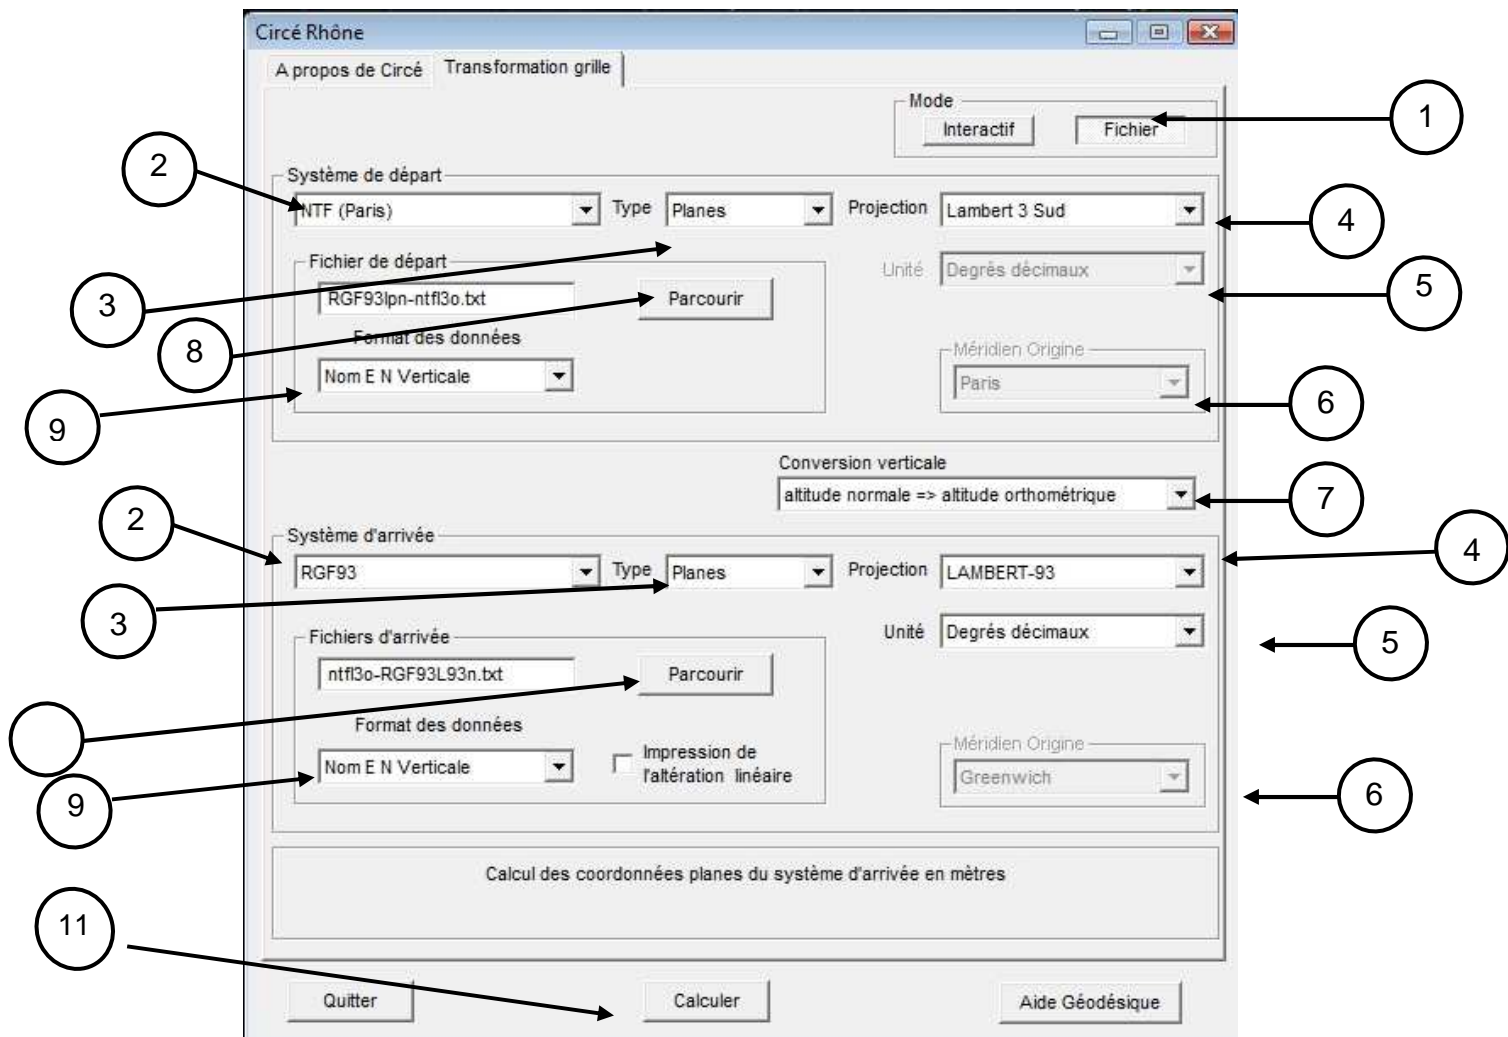 Circé Rhône
A propos de Circé
Transformation grille
Mode
Interactif
Fichier
1
2
Système de départ
NTF (Paris)
Type
Planes
Projection
Lambert 3 Sud
4
3
Fichier de départ
RGF93lpn-ntfl3o.txt
Parcourir
Unité
Degrés décimaux
5
8
Format des données
Nom E N Verticale
Méridien Origine
Paris
6
9
Conversion verticale
altitude normale => altitude orthométrique
7
2
Système d'arrivée
RGF93
Type
Planes
Projection
LAMBERT-93
4
3
Fichiers d'arrivée
ntfl3o-RGF93L93n.txt
Parcourir
Unité
Degrés décimaux
5
Format des données
Nom E N Verticale
Impression de
l'altération linéaire
Méridien Origine
Greenwich
6
9
Calcul des coordonnées planes du système d'arrivée en mètres
11
Quitter
Calculer
Aide Géodésique